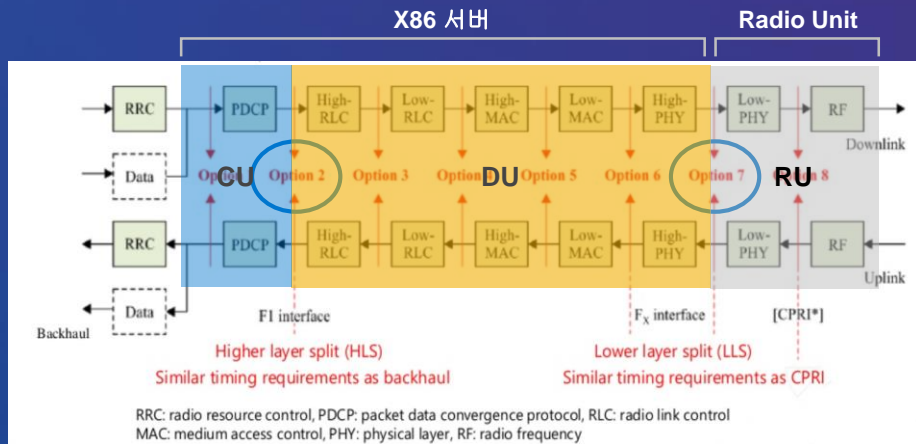 X86 서버 Radio Unit
RRC PDCP High-RLC Low-RLC High-MAC Low-MAC High-PHY Low-PHY RF
Downlink
Data
CU Option 2 Option 3 DU Option 5 Option 6 Option 7 RU 8
RRC PDCP High-RLC Low-RLC High-MAC Low-MAC High-PHY Low-PHY RF
Uplink
Data
Backhaul
F1 interface Fx interface [CPRI*]
Higher layer split (HLS) Lower layer split (LLS)
Similar timing requirements as backhaul Similar timing requirements as CPRI
RRC: radio resource control, PDCP: packet data convergence protocol, RLC: radio link control
MAC: medium access control, PHY: physical layer, RF: radio frequency